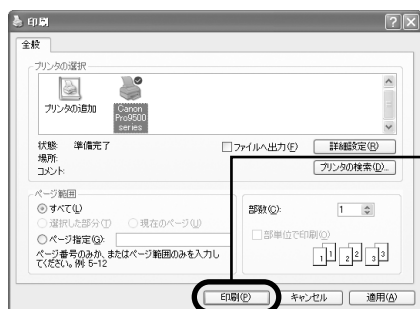 印刷
全般
プリンタの選択
プリンタの追加
Canon
Pro9500
series
状態: 準備完了
場所:
コメント:
ファイルへ出力(F)
詳細設定(R)
プリンタの検索(D)...
ページ範囲
すべて(L)
選択した部分(T)
現在のページ(U)
ページ指定(G):
ページ番号のみか、またはページ範囲のみを入力し
てください。例: 5-12
部数(C):
1
部単位で印刷(O)
1 1 2 2 3 3
印刷(P)
キャンセル
適用(A)